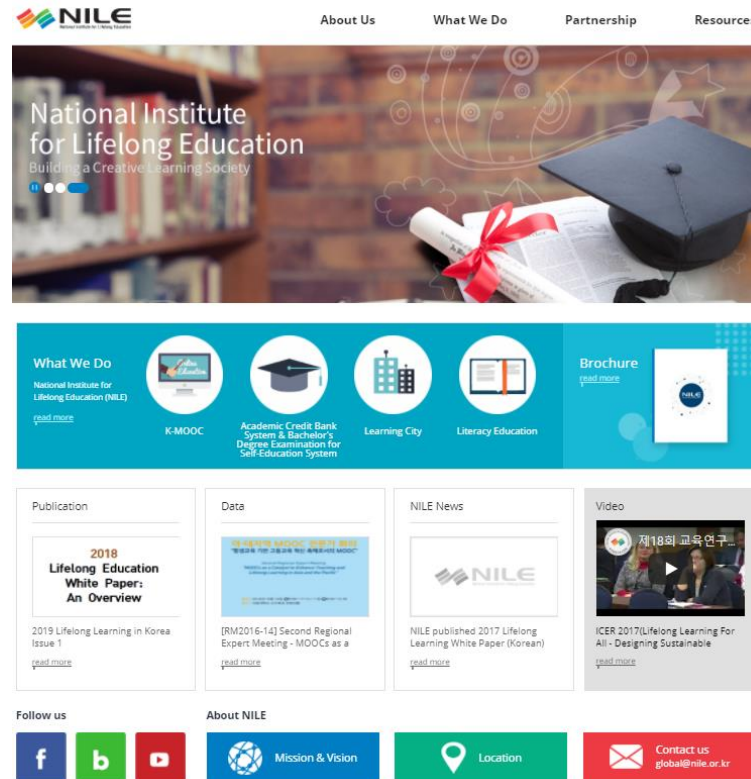 NILE
National Institute for Lifelong Education
About Us
What We Do
Partnership
Resources
National Institute
for Lifelong Education
Building a Creative Learning Society
What We Do
National Institute for
Lifelong Education (NILE)
read more
K-MOOC
Academic Credit Bank
System & Bachelor's
Degree Examination for
Self-Education System
Learning City
Literacy Education
Brochure
read more
NILE
Publication
2018
Lifelong Education
White Paper:
An Overview
2019 Lifelong Learning in Korea
Issue 1
read more
Data
[RM2016-14] Second Regional
Expert Meeting - MOOCs as a
read more
NILE News
NILE
NILE published 2017 Lifelong
Learning White Paper (Korean)
read more
Video
제18회 교육연구...
ICER 2017(Lifelong Learning For
All - Designing Sustainable
read more
Follow us
f
b
About NILE
Mission & Vision
Location
Contact us
global@nile.or.kr